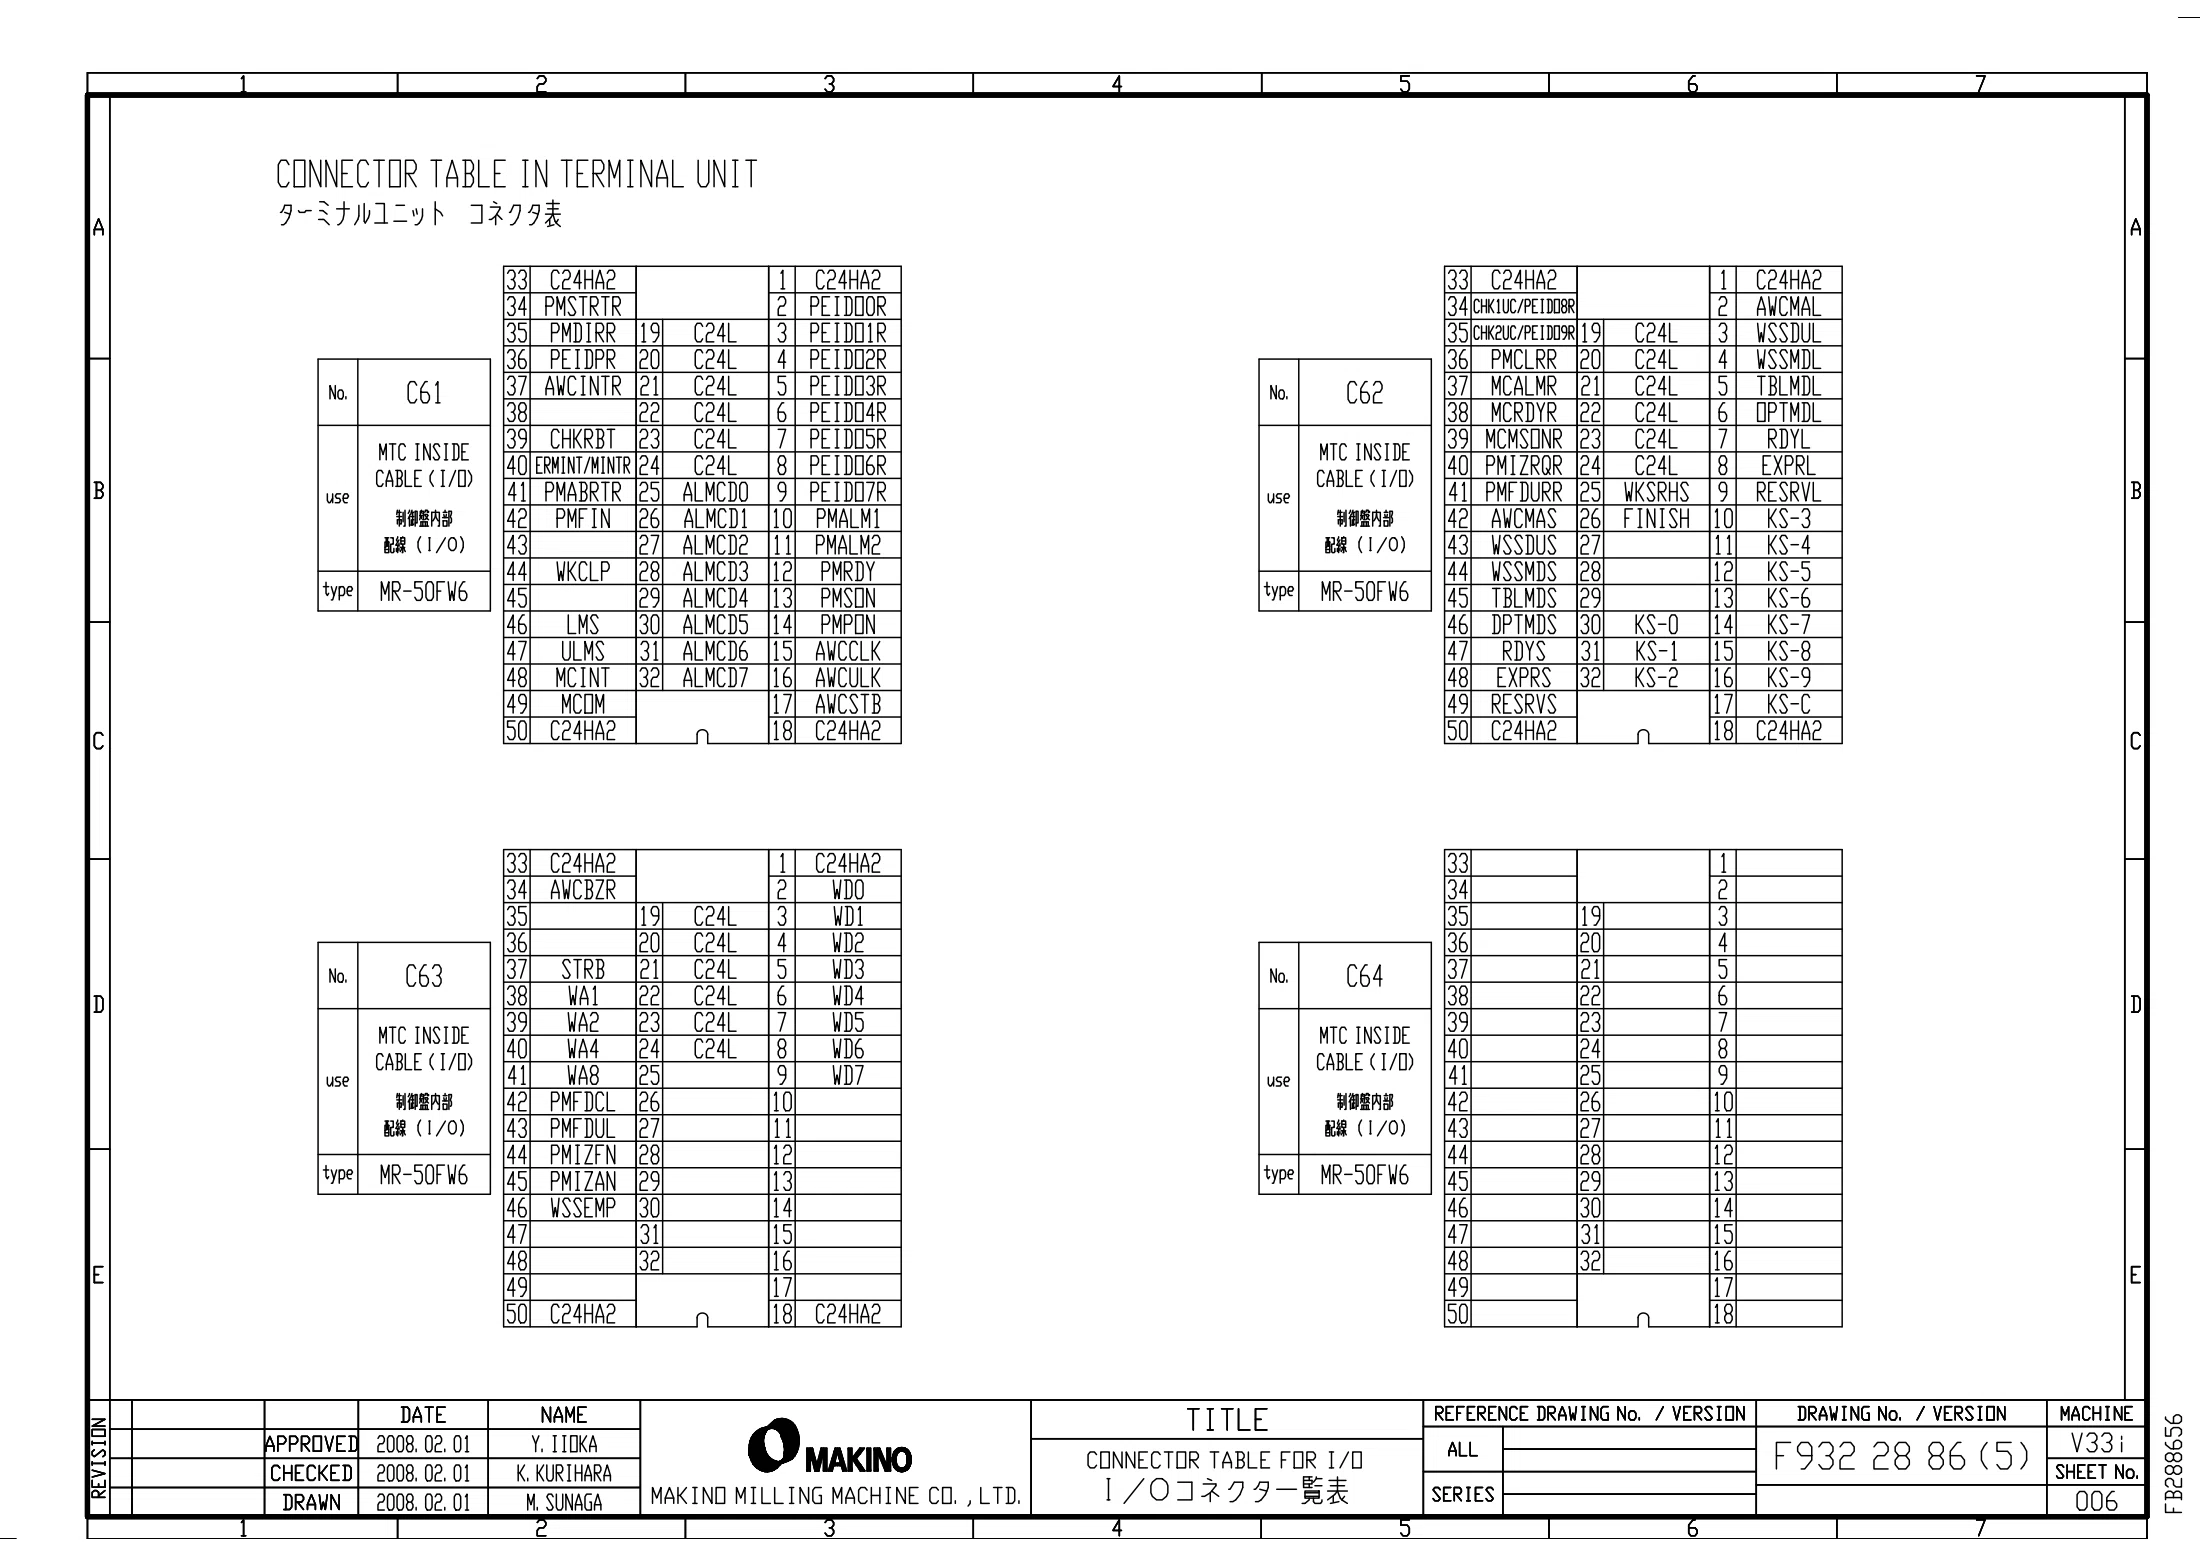 1 2 3 4 5 6 7
CONNECTOR TABLE IN TERMINAL UNIT
ターミナルユニット コネクタ表
A A
B B
C C
D D
E E
No. C61
use MTC INSIDE
CABLE (I/O)
制御盤内部
配線 (I/O)
type MR-50FW6
33 C24HA2 1 C24HA2
34 PMSTRTR 2 PEIDO0R
35 PMDIRR 19 C24L 3 PEIDO1R
36 PEIDPR 20 C24L 4 PEIDO2R
37 AWCINTR 21 C24L 5 PEIDO3R
38 22 C24L 6 PEIDO4R
39 CHKRBT 23 C24L 7 PEIDO5R
40 ERMINT/MINTR 24 C24L 8 PEIDO6R
41 PMABRTR 25 ALMCD0 9 PEIDO7R
42 PMFIN 26 ALMCD1 10 PMALM1
43 27 ALMCD2 11 PMALM2
44 WKCLP 28 ALMCD3 12 PMRDY
45 29 ALMCD4 13 PMSON
46 LMS 30 ALMCD5 14 PMPON
47 ULMS 31 ALMCD6 15 AWCCLK
48 MCINT 32 ALMCD7 16 AWCULK
49 MCOM 17 AWCSTB
50 C24HA2 18 C24HA2
No. C62
use MTC INSIDE
CABLE (I/O)
制御盤内部
配線 (I/O)
type MR-50FW6
33 C24HA2 1 C24HA2
34 CHK1UC/PEIDO8R 2 AWCMAL
35 CHK2UC/PEIDO9R 19 C24L 3 WSSDUL
36 PMCLRR 20 C24L 4 WSSMDL
37 MCALMR 21 C24L 5 TBLMDL
38 MCRDYR 22 C24L 6 OPTMDL
39 MCMSONR 23 C24L 7 RDYL
40 PMIZRQR 24 C24L 8 EXPRL
41 PMFDURR 25 WKSRHS 9 RESRVL
42 AWCMAS 26 FINISH 10 KS-3
43 WSSDUS 27 11 KS-4
44 WSSMDS 28 12 KS-5
45 TBLMDS 29 13 KS-6
46 DPTMDS 30 KS-0 14 KS-7
47 RDYS 31 KS-1 15 KS-8
48 EXPRS 32 KS-2 16 KS-9
49 RESRVS 17 KS-C
50 C24HA2 18 C24HA2
No. C63
use MTC INSIDE
CABLE (I/O)
制御盤内部
配線 (I/O)
type MR-50FW6
33 C24HA2 1 C24HA2
34 AWCBZR 2 WD0
35 19 C24L 3 WD1
36 20 C24L 4 WD2
37 STRB 21 C24L 5 WD3
38 WA1 22 C24L 6 WD4
39 WA2 23 C24L 7 WD5
40 WA4 24 C24L 8 WD6
41 WA8 25 9 WD7
42 PMFDCL 26 10
43 PMFDUL 27 11
44 PMIZFN 28 12
45 PMIZAN 29 13
46 WSSEMP 30 14
47 31 15
48 32 16
49 17
50 C24HA2 18 C24HA2
No. C64
use MTC INSIDE
CABLE (I/O)
制御盤内部
配線 (I/O)
type MR-50FW6
33 1
34 2
35 19 3
36 20 4
37 21 5
38 22 6
39 23 7
40 24 8
41 25 9
42 26 10
43 27 11
44 28 12
45 29 13
46 30 14
47 31 15
48 32 16
49 17
50 18
REVISION
DATE NAME
APPROVED 2008.02.01 Y. IIOKA
CHECKED 2008.02.01 K. KURIHARA
DRAWN 2008.02.01 M. SUNAGA
MAKINO
MAKINO MILLING MACHINE CO.,LTD.
TITLE
CONNECTOR TABLE FOR I/O
I/Oコネクター覧表
REFERENCE DRAWING No. / VERSION
ALL
SERIES
DRAWING No. / VERSION
F932 28 86 (5)
MACHINE
V33i
SHEET No.
006
FB288656
1 2 3 4 5 6 7